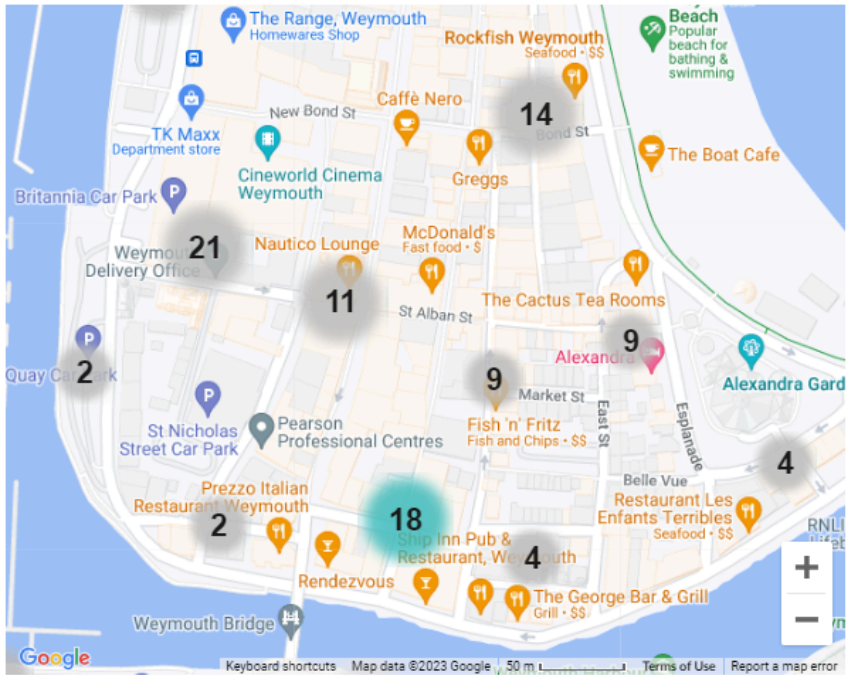 The Range, Weymouth
Homewares Shop
Beach
Popular
beach for
bathing &
swimming
Rockfish Weymouth
Seafood • $$
14
Caffè Nero
New Bond St
Bond St
TK Maxx
Department store
Cineworld Cinema
Weymouth
Greggs
The Boat Cafe
Britannia Car Park
P
21
Delivery Office
Nautico Lounge
McDonald's
Fast food • $
11
The Cactus Tea Rooms
St Alban St
9
Alexandra
Alexandra Gard
P
2
Quay Car Park
9
Market St
P
St Nicholas
Street Car Park
Pearson
Professional Centres
Fish 'n' Fritz
Fish and Chips • $$
East St
Esplanade
4
Belle Vue
Prezzo Italian
Restaurant Weymouth
2
18
Restaurant Les
Enfants Terribles
Seafood • $$
RNLI
Ship Inn Pub &
Restaurant, Weymouth
4
Rendezvous
The George Bar & Grill
Grill • $$
Weymouth Bridge
+
−
Google
Keyboard shortcuts
Map data ©2023 Google
50 m
Terms of Use
Report a map error